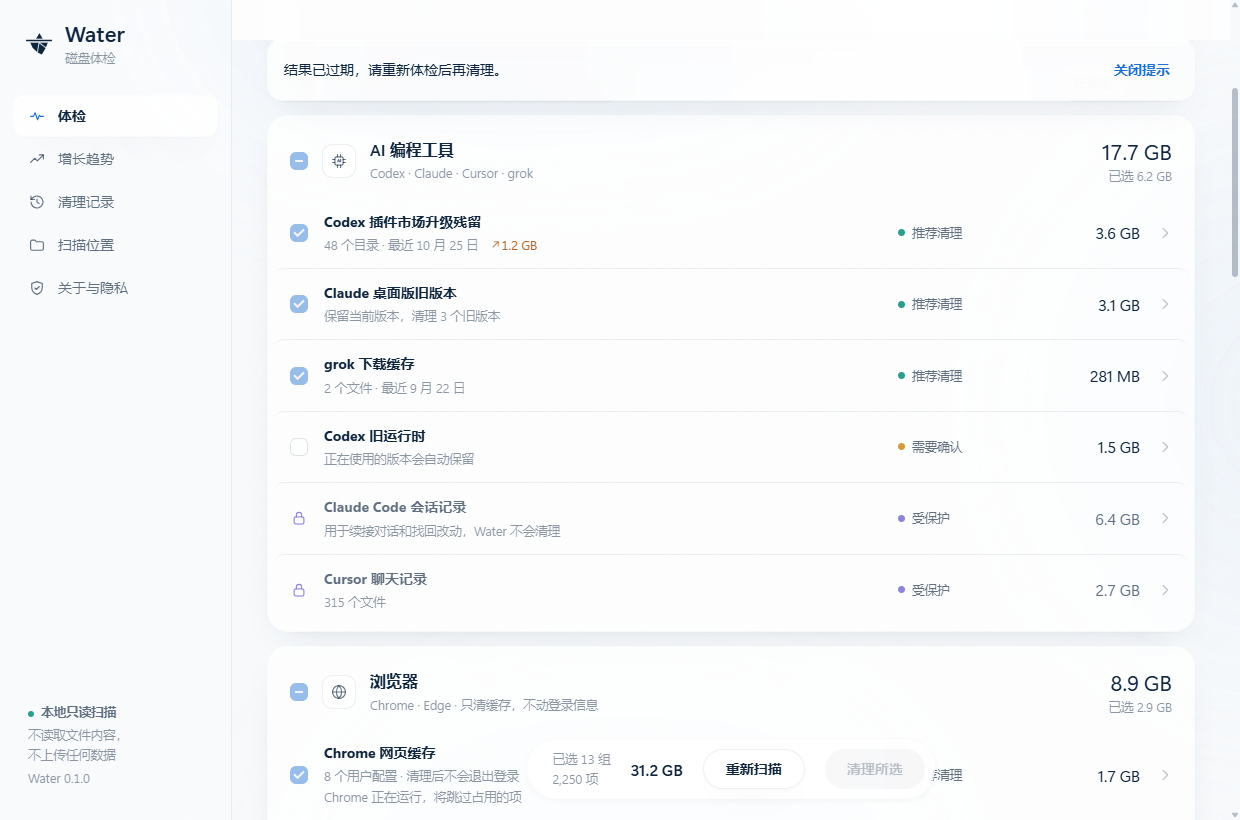 Water
磁盘体检
体检
增长趋势
清理记录
扫描位置
关于与隐私
本地只读扫描
不读取文件内容，
不上传任何数据
Water 0.1.0
结果已过期，请重新体检后再清理。
关闭提示
AI 编程工具
Codex · Claude · Cursor · grok
17.7 GB
已选 6.2 GB
Codex 插件市场升级残留
48 个目录 · 最近 10 月 25 日 ↗1.2 GB
推荐清理
3.6 GB
Claude 桌面版旧版本
保留当前版本，清理 3 个旧版本
推荐清理
3.1 GB
grok 下载缓存
2 个文件 · 最近 9 月 22 日
推荐清理
281 MB
Codex 旧运行时
正在使用的版本会自动保留
需要确认
1.5 GB
Claude Code 会话记录
用于续接对话和找回改动，Water 不会清理
受保护
6.4 GB
Cursor 聊天记录
315 个文件
受保护
2.7 GB
浏览器
Chrome · Edge · 只清缓存，不动登录信息
8.9 GB
已选 2.9 GB
Chrome 网页缓存
8 个用户配置 · 清理后不会退出登录
Chrome 正在运行，将跳过占用的项
清理
1.7 GB
已选 13 组
2,250 项
31.2 GB
重新扫描
清理所选